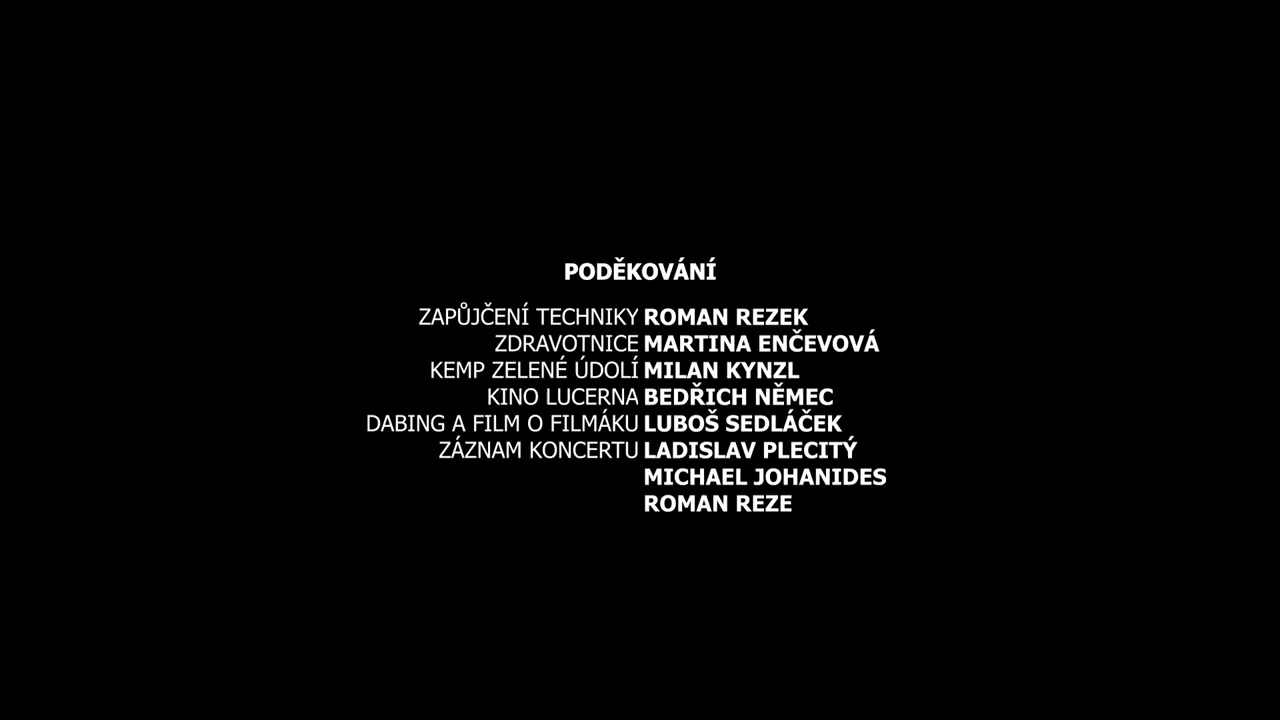 PODĚKOVÁNÍ
ZAPŮJČENÍ TECHNIKY ROMAN REZEK
ZDRAVOTNICE MARTINA ENČEVOVÁ
KEMP ZELENÉ ÚDOLÍ MILAN KYNZL
KINO LUCERNA BEDŘICH NĚMEC
DABING A FILM O FILMÁKU LUBOŠ SEDLÁČEK
ZÁZNAM KONCERTU LADISLAV PLECITÝ
MICHAEL JOHANIDES
ROMAN REZE